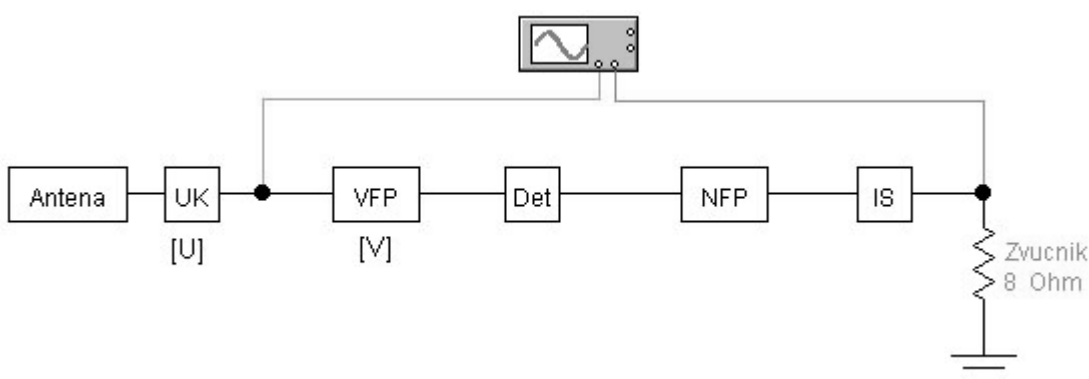 Antena UK VFP Det NFP IS
[U] [V]
Zvucnik
8 Ohm